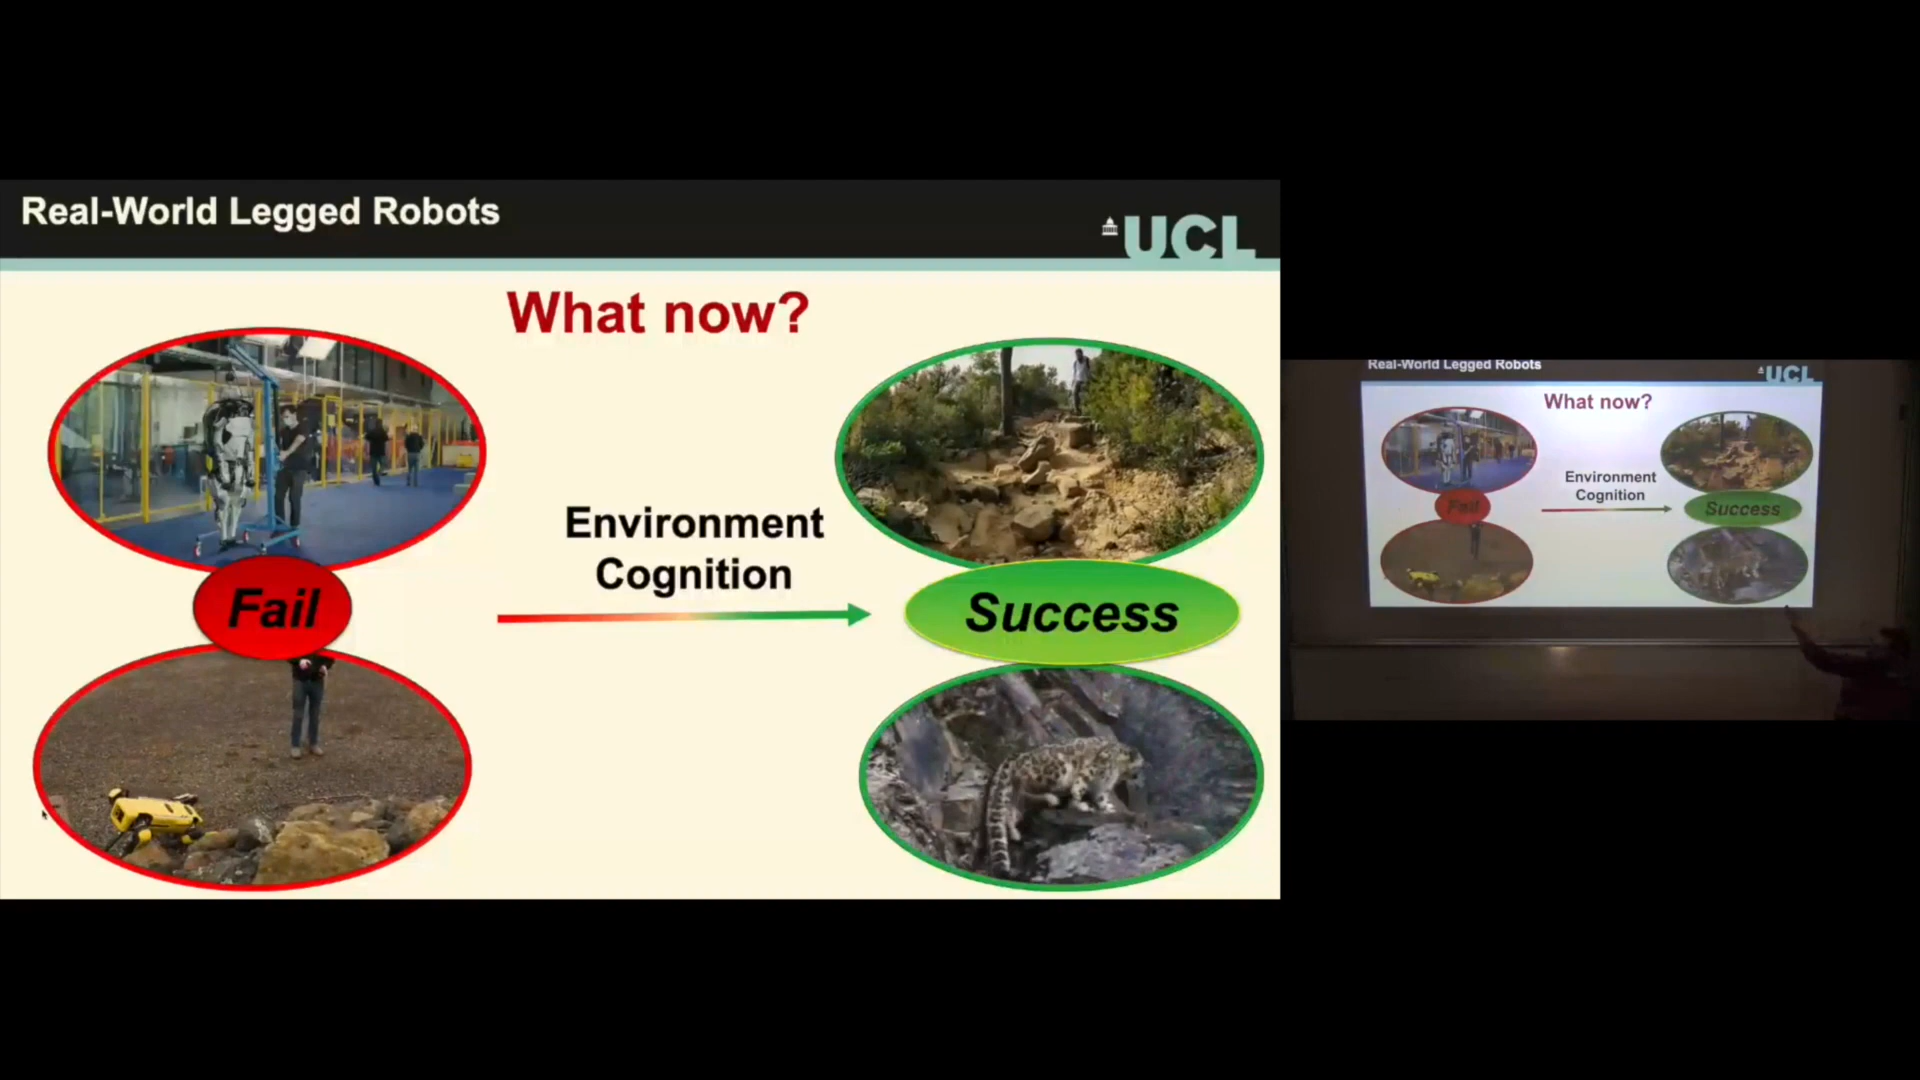 Real-World Legged Robots
UCL
What now?
Environment
Cognition
Fail
Success
Real-World Legged Robots
UCL
What now?
Environment
Cognition
Fail
Success